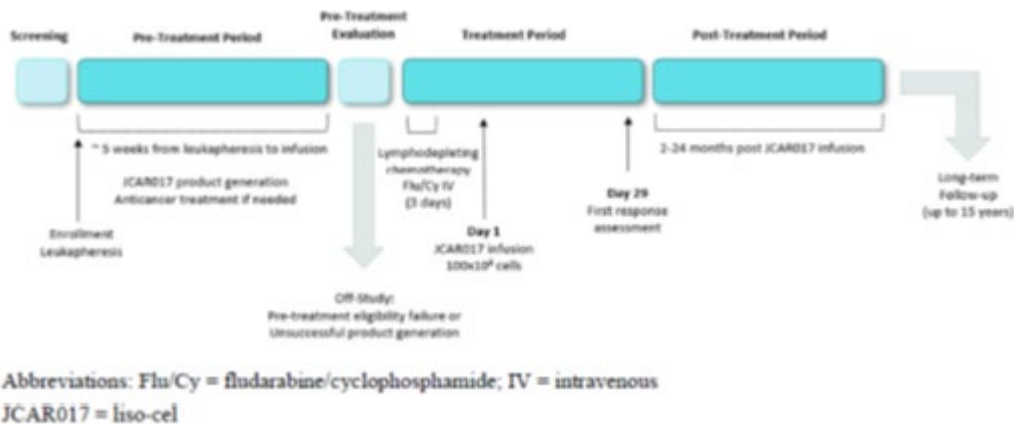 Screening
Pre-Treatment Period
Pre-Treatment
Evaluation
Treatment Period
Post-Treatment Period
~ 5 weeks from leukapheresis to infusion
JCAR017 product generation
Anticancer treatment if needed
Enrollment
Leukapheresis
Lymphodepleting
chemotherapy
Flu/Cy IV
(3 days)
Day 1
JCAR017 infusion
100x10⁶ cells
Day 29
First response
assessment
2-24 months post JCAR017 infusion
Long-term
Follow-up
(up to 15 years)
Off-Study:
Pre-treatment eligibility failure or
Unsuccessful product generation
Abbreviations: Flu/Cy = fludarabine/cyclophosphamide; IV = intravenous
JCAR017 = liso-cel